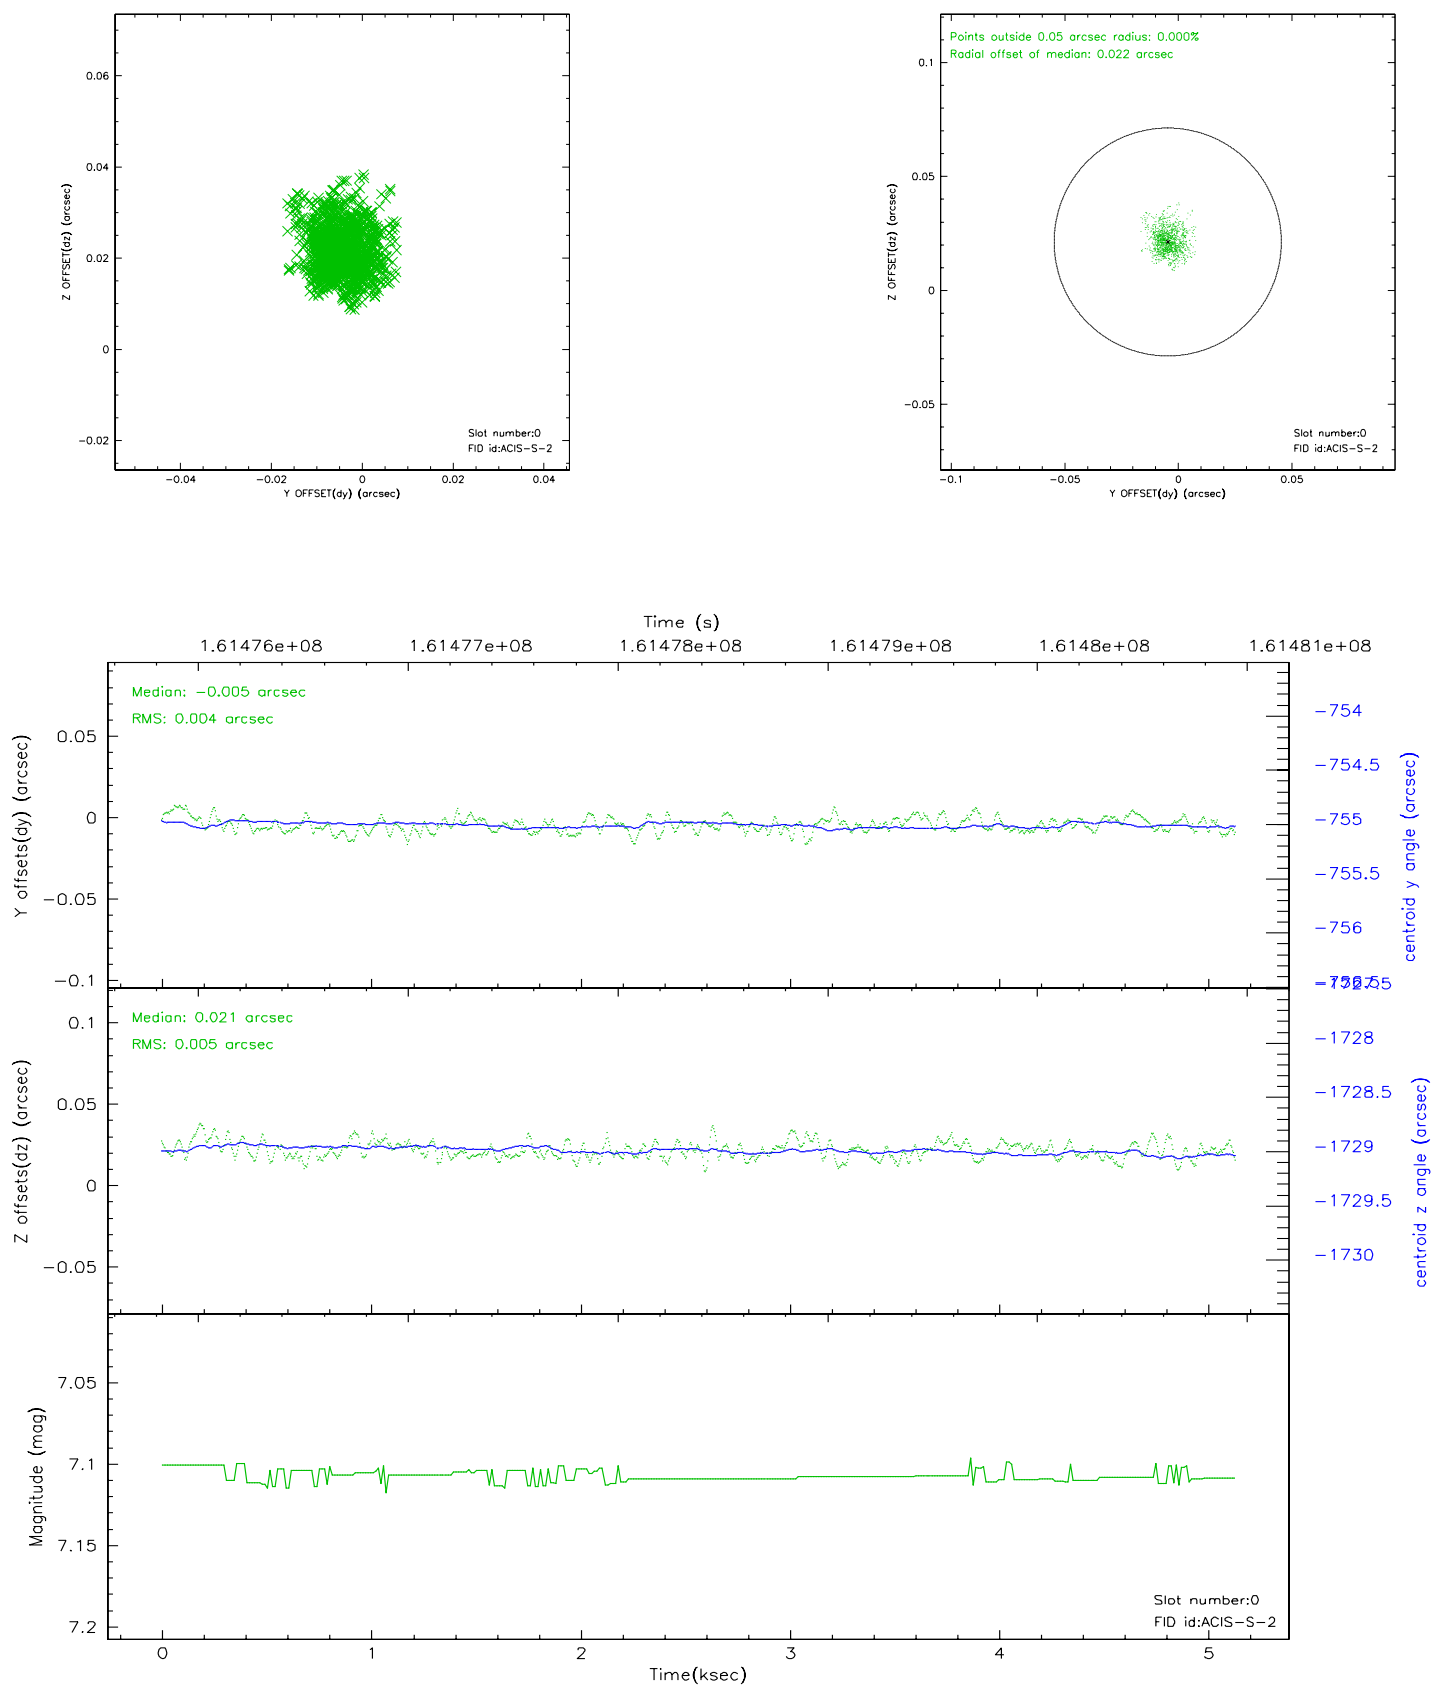 0.06
0.04
0.02
0
−0.02
−0.04
−0.02
0
0.02
0.04
Z OFFSET(dz) (arcsec)
Y OFFSET(dy) (arcsec)
Slot number:0
FID id:ACIS−S−2
Points outside 0.05 arcsec radius: 0.000%
Radial offset of median: 0.022 arcsec
0.1
0.05
0
−0.05
−0.1
−0.05
0
0.05
Z OFFSET(dz) (arcsec)
Y OFFSET(dy) (arcsec)
Slot number:0
FID id:ACIS−S−2
Time (s)
1.61476e+08
1.61477e+08
1.61478e+08
1.61479e+08
1.6148e+08
1.61481e+08
Median: −0.005 arcsec
RMS: 0.004 arcsec
0.05
0
−0.05
−0.1
Y offsets(dy) (arcsec)
−754
−754.5
−755
−755.5
−756
−756.5
centroid y angle (arcsec)
Median: 0.021 arcsec
RMS: 0.005 arcsec
0.1
0.05
0
−0.05
Z offsets(dz) (arcsec)
−1727.5
−1728
−1728.5
−1729
−1729.5
−1730
centroid z angle (arcsec)
7.05
7.1
7.15
7.2
Magnitude (mag)
Slot number:0
FID id:ACIS−S−2
0
1
2
3
4
5
Time(ksec)